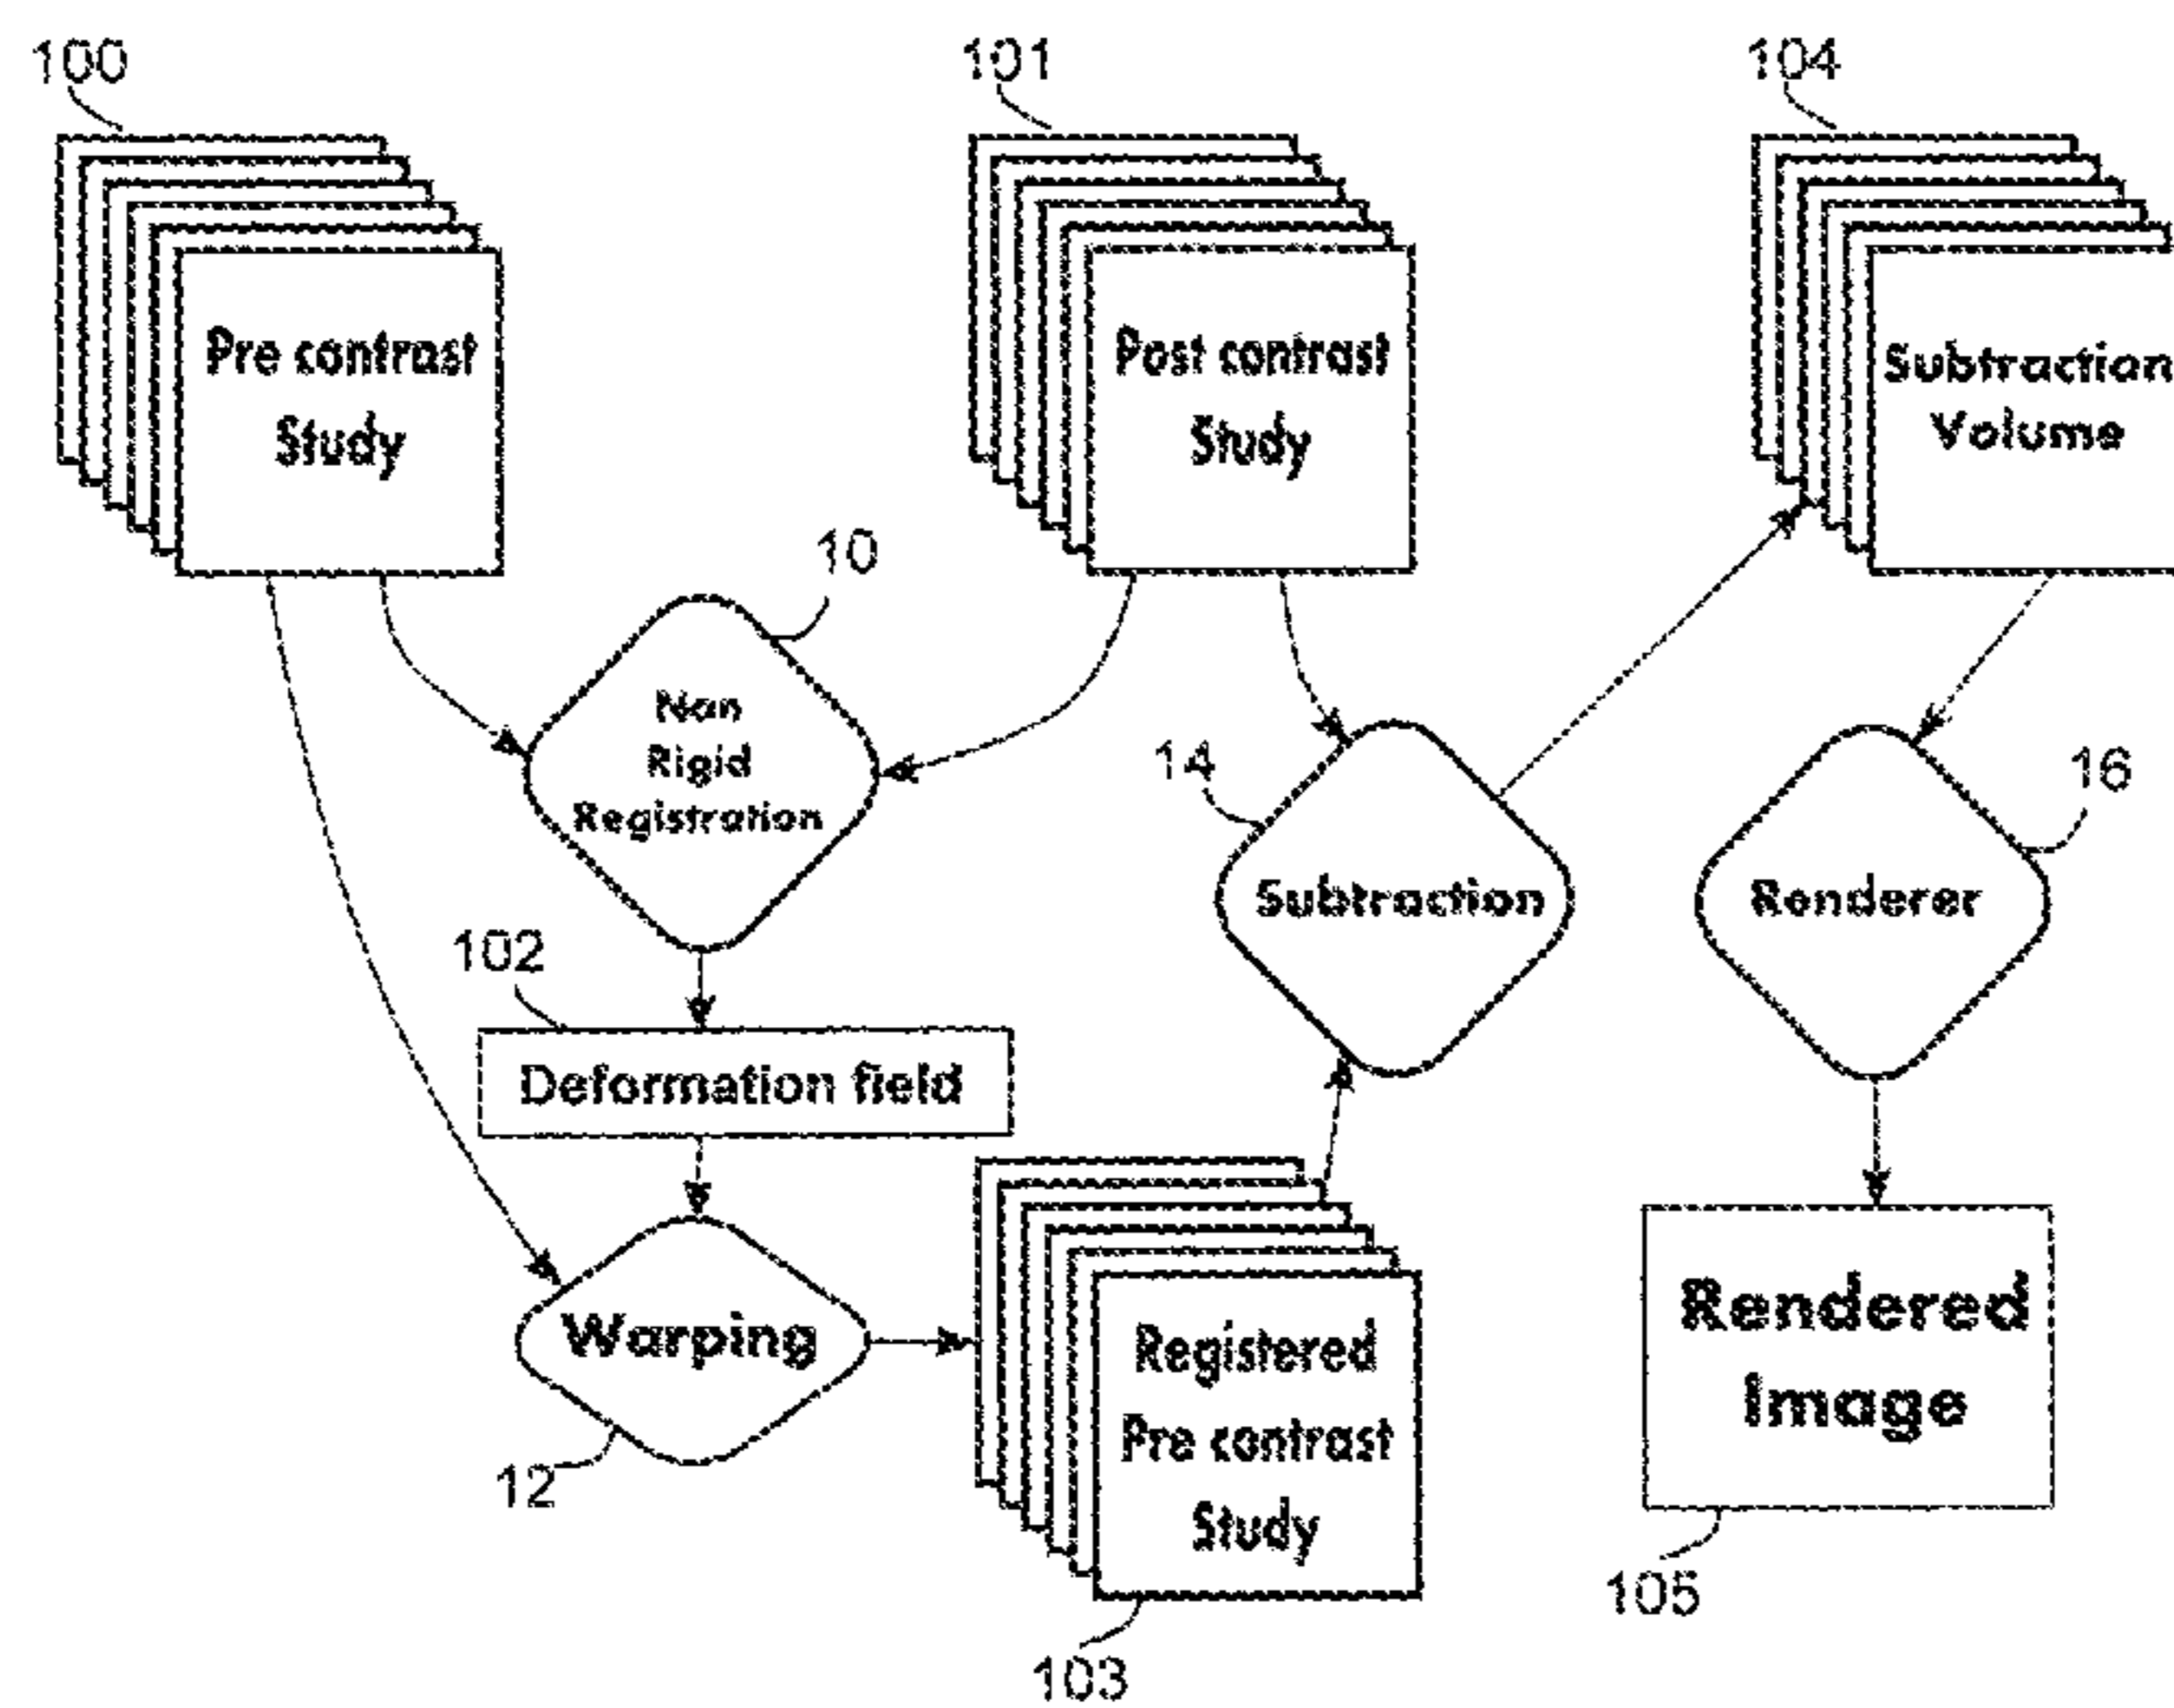 100
101
104
Pre contrast
Study
Post contrast
Study
Subtraction
Volume
10
Non
Rigid
Registration
14
Subtraction
16
Renderer
102
Deformation field
Warping
12
Registered
Pre contrast
Study
103
Rendered
Image
105